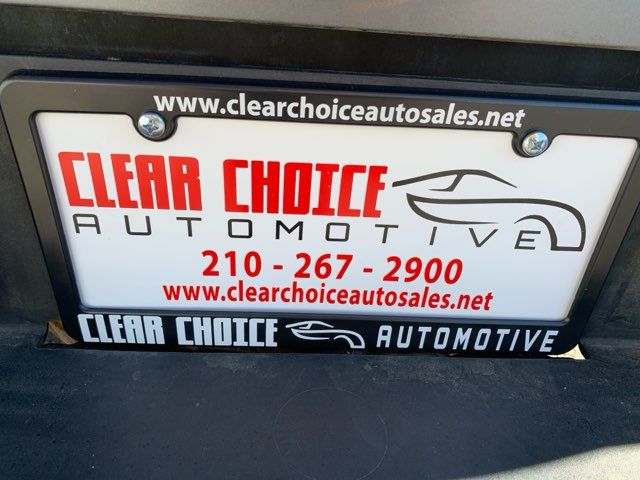 www.clearchoiceautosales.net
CLEAR CHOICE
AUTOMOTIVE
210 - 267 - 2900
www.clearchoiceautosales.net
CLEAR CHOICE AUTOMOTIVE